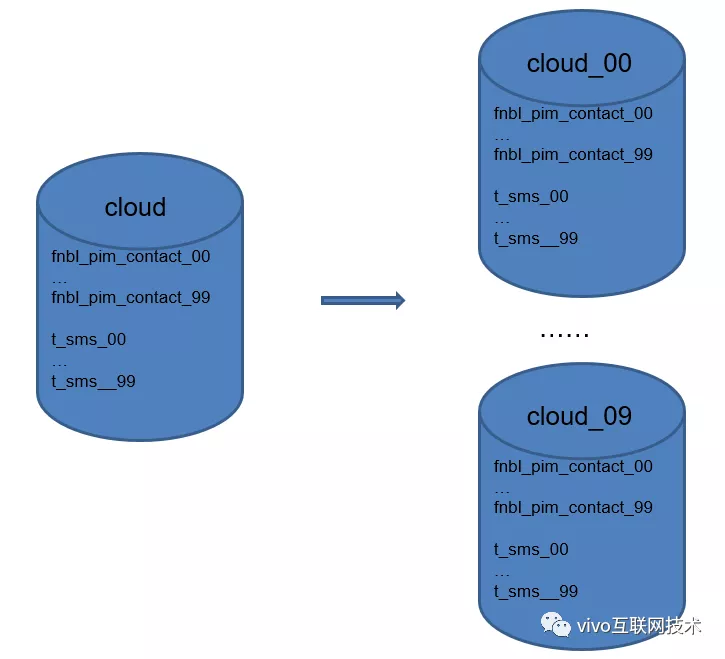 cloud
fnbl_pim_contact_00
...
fnbl_pim_contact_99
t_sms_00
...
t_sms__99
cloud_00
fnbl_pim_contact_00
...
fnbl_pim_contact_99
t_sms_00
...
t_sms__99
......
cloud_09
fnbl_pim_contact_00
...
fnbl_pim_contact_99
t_sms_00
...
t_sms__99
vivo互联网技术